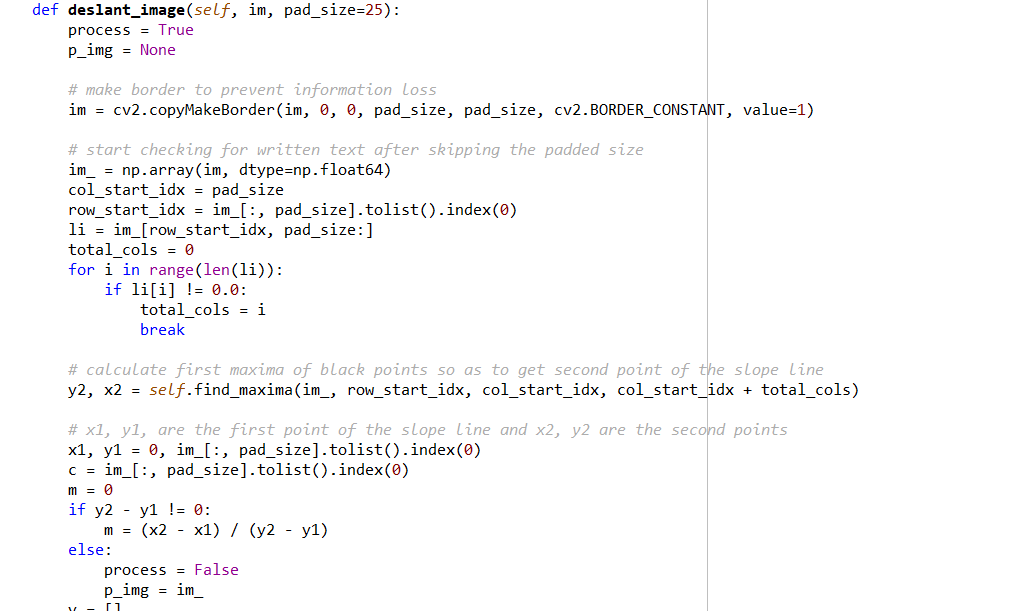 def deslant_image(self, im, pad_size=25):
    process = True
    p_img = None

    # make border to prevent information loss
    im = cv2.copyMakeBorder(im, 0, 0, pad_size, pad_size, cv2.BORDER_CONSTANT, value=1)

    # start checking for written text after skipping the padded size
    im_ = np.array(im, dtype=np.float64)
    col_start_idx = pad_size
    row_start_idx = im_[:, pad_size].tolist().index(0)
    li = im_[row_start_idx, pad_size:]
    total_cols = 0
    for i in range(len(li)):
        if li[i] != 0.0:
            total_cols = i
            break

    # calculate first maxima of black points so as to get second point of the slope line
    y2, x2 = self.find_maxima(im_, row_start_idx, col_start_idx, col_start_idx + total_cols)

    # x1, y1, are the first point of the slope line and x2, y2 are the second points
    x1, y1 = 0, im_[:, pad_size].tolist().index(0)
    c = im_[:, pad_size].tolist().index(0)
    m = 0
    if y2 - y1 != 0:
        m = (x2 - x1) / (y2 - y1)
    else:
        process = False
        p_img = im_